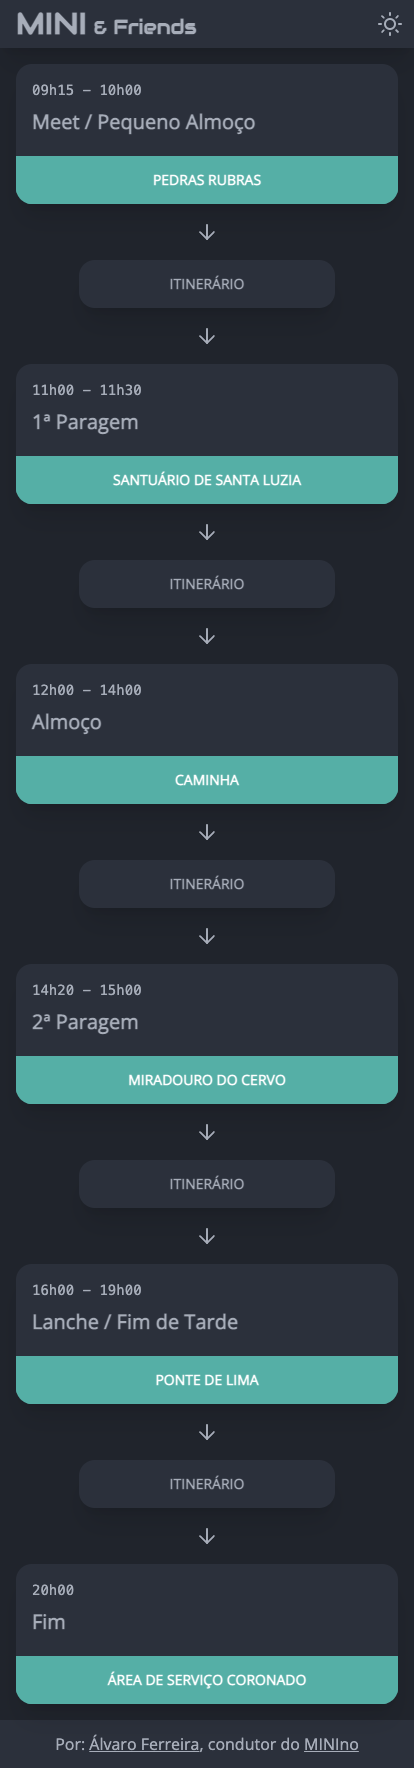 MINI & Friends
09h15 – 10h00
Meet / Pequeno Almoço
PEDRAS RUBRAS
ITINERÁRIO
11h00 – 11h30
1ª Paragem
SANTUÁRIO DE SANTA LUZIA
ITINERÁRIO
12h00 – 14h00
Almoço
CAMINHA
ITINERÁRIO
14h20 – 15h00
2ª Paragem
MIRADOURO DO CERVO
ITINERÁRIO
16h00 – 19h00
Lanche / Fim de Tarde
PONTE DE LIMA
ITINERÁRIO
20h00
Fim
ÁREA DE SERVIÇO CORONADO
Por: Álvaro Ferreira, condutor do MINIno